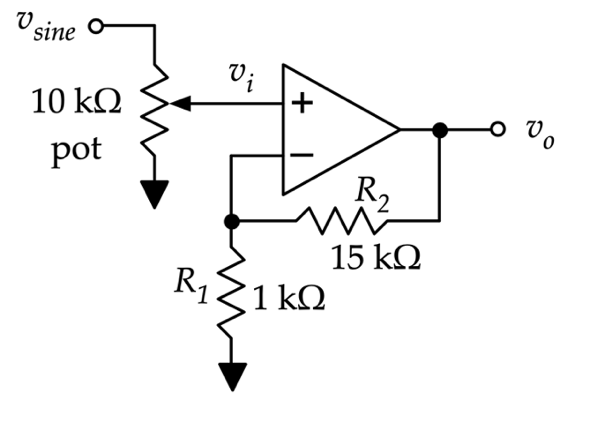 v_sine
10 kΩ
pot
v_i
+
−
v_o
R_2
15 kΩ
R_1
1 kΩ